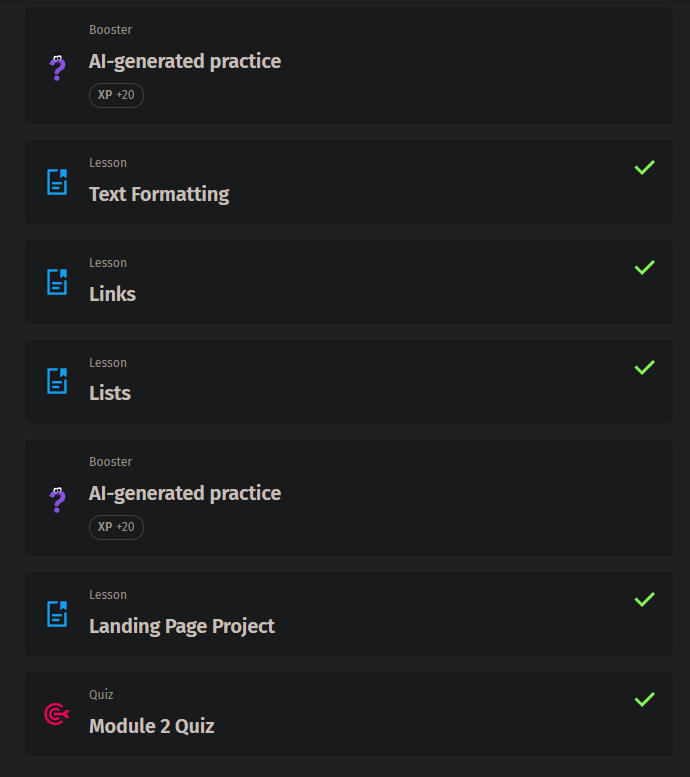 Booster
AI-generated practice
XP +20
Lesson
Text Formatting
Lesson
Links
Lesson
Lists
Booster
AI-generated practice
XP +20
Lesson
Landing Page Project
Quiz
Module 2 Quiz